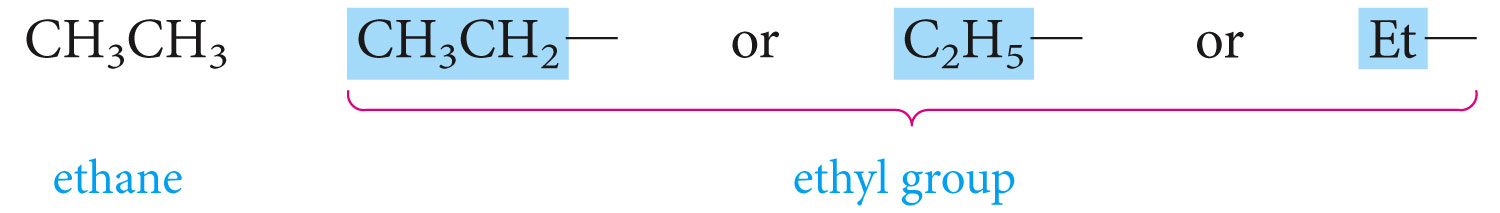 CH₃CH₃ CH₃CH₂— or C₂H₅— or Et—
ethane ethyl group